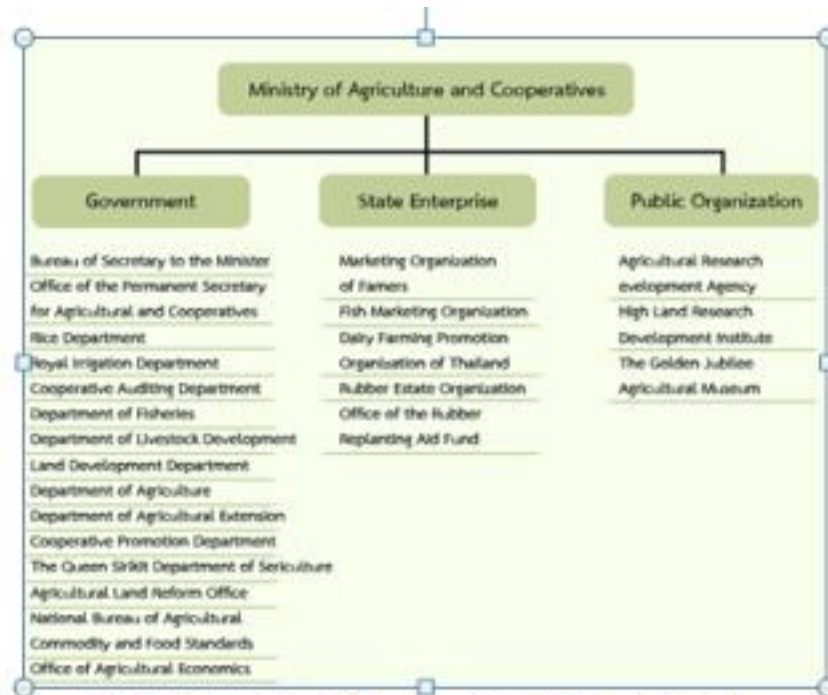 Ministry of Agriculture and Cooperatives
Government
Bureau of Secretary to the Minister
Office of the Permanent Secretary
for Agricultural and Cooperatives
Rice Department
Royal Irrigation Department
Cooperative Auditing Department
Department of Fisheries
Department of Livestock Development
Land Development Department
Department of Agriculture
Department of Agricultural Extension
Cooperative Promotion Department
The Queen Sirikit Department of Sericulture
Agricultural Land Reform Office
National Bureau of Agricultural
Commodity and Food Standards
Office of Agricultural Economics
State Enterprise
Marketing Organization
of Famers
Fish Marketing Organization
Dairy Farming Promotion
Organization of Thailand
Rubber Estate Organization
Office of the Rubber
Replanting Aid Fund
Public Organization
Agricultural Research
evelopment Agency
High Land Research
Development Institute
The Golden Jubilee
Agricultural Museum